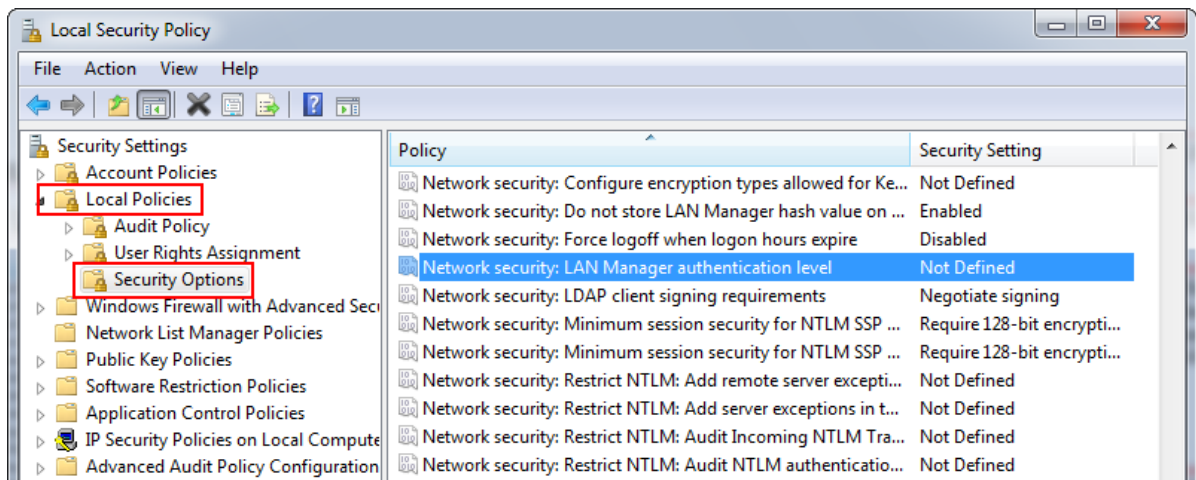 Local Security Policy
File Action View Help
Security Settings
Account Policies
Local Policies
Audit Policy
User Rights Assignment
Security Options
Windows Firewall with Advanced Secu
Network List Manager Policies
Public Key Policies
Software Restriction Policies
Application Control Policies
IP Security Policies on Local Compute
Advanced Audit Policy Configuration
Policy Security Setting
Network security: Configure encryption types allowed for Ke... Not Defined
Network security: Do not store LAN Manager hash value on ... Enabled
Network security: Force logoff when logon hours expire Disabled
Network security: LAN Manager authentication level Not Defined
Network security: LDAP client signing requirements Negotiate signing
Network security: Minimum session security for NTLM SSP ... Require 128-bit encrypti...
Network security: Minimum session security for NTLM SSP ... Require 128-bit encrypti...
Network security: Restrict NTLM: Add remote server excepti... Not Defined
Network security: Restrict NTLM: Add server exceptions in t... Not Defined
Network security: Restrict NTLM: Audit Incoming NTLM Tra... Not Defined
Network security: Restrict NTLM: Audit NTLM authenticatio... Not Defined